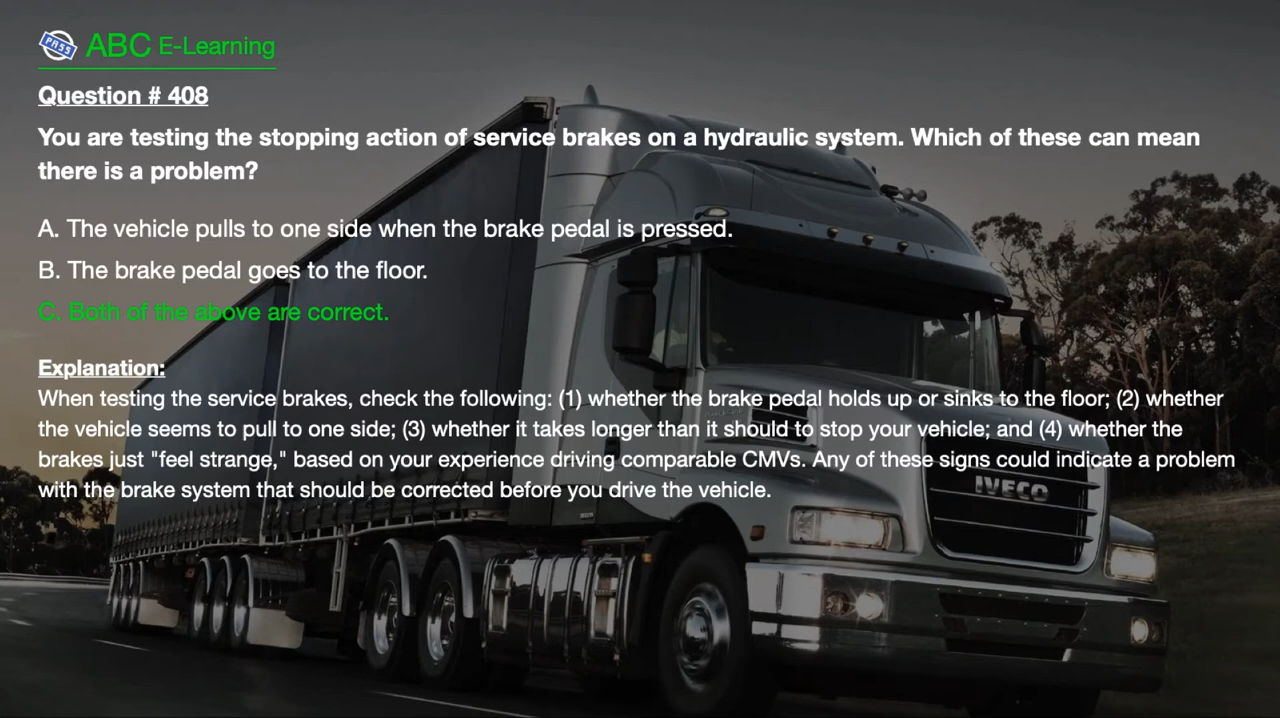 PASS
ABC E-Learning
Question # 408
You are testing the stopping action of service brakes on a hydraulic system. Which of these can mean
there is a problem?
A. The vehicle pulls to one side when the brake pedal is pressed.
B. The brake pedal goes to the floor.
C. Both of the above are correct.
Explanation:
When testing the service brakes, check the following: (1) whether the brake pedal holds up or sinks to the floor; (2) whether
the vehicle seems to pull to one side; (3) whether it takes longer than it should to stop your vehicle; and (4) whether the
brakes just "feel strange," based on your experience driving comparable CMVs. Any of these signs could indicate a problem
with the brake system that should be corrected before you drive the vehicle.
IVECO